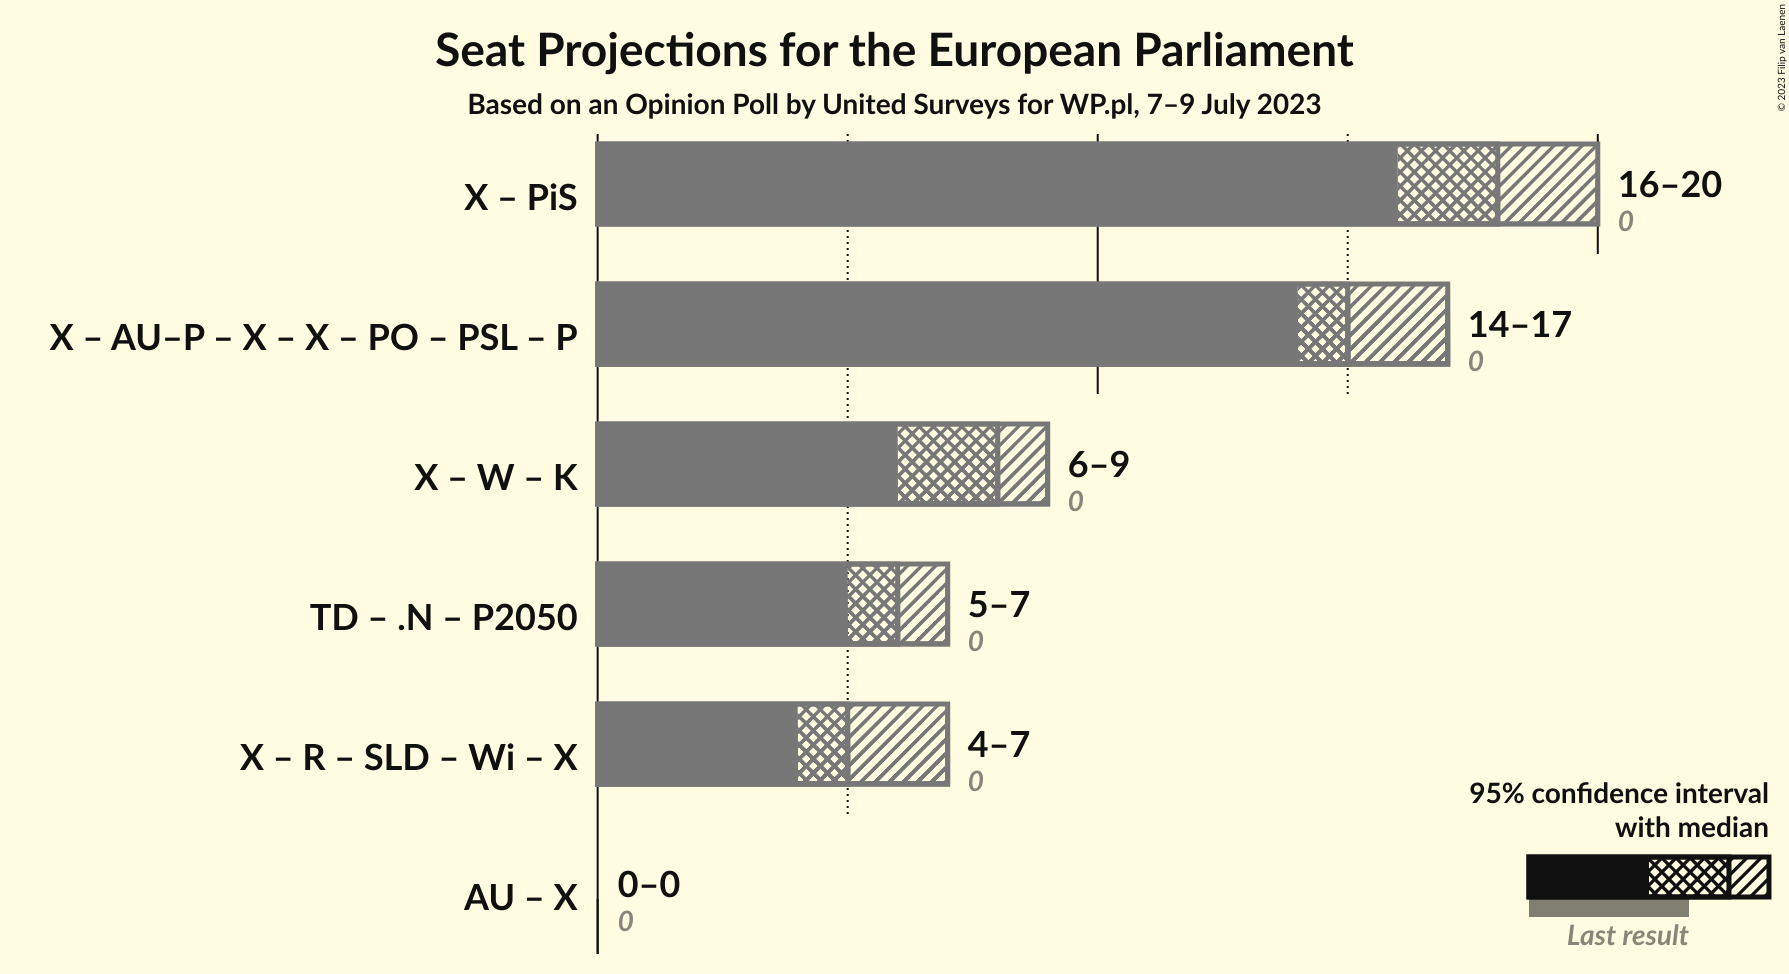 Seat Projections for the European Parliament
Based on an Opinion Poll by United Surveys for WP.pl, 7–9 July 2023
© 2023 Filip van Laenen
X – PiS
16–20
0
X – AU–P – X – X – PO – PSL – P
14–17
0
X – W – K
6–9
0
TD – .N – P2050
5–7
0
X – R – SLD – Wi – X
4–7
0
AU – X
0–0
0
95% confidence interval
with median
Last result